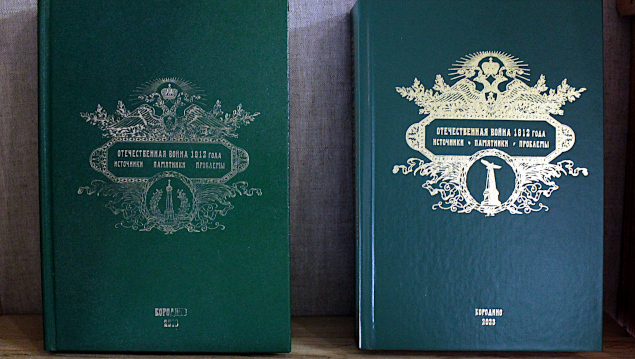 ОТЕЧЕСТВЕННАЯ ВОЙНА 1812 ГОДА
ИСТОЧНИКИ ПАМЯТНИКИ ПРОБЛЕМЫ
БОРОДИНО
ОТЕЧЕСТВЕННАЯ ВОЙНА 1812 ГОДА
ИСТОЧНИКИ • ПАМЯТНИКИ • ПРОБЛЕМЫ
БОРОДИНО
2023